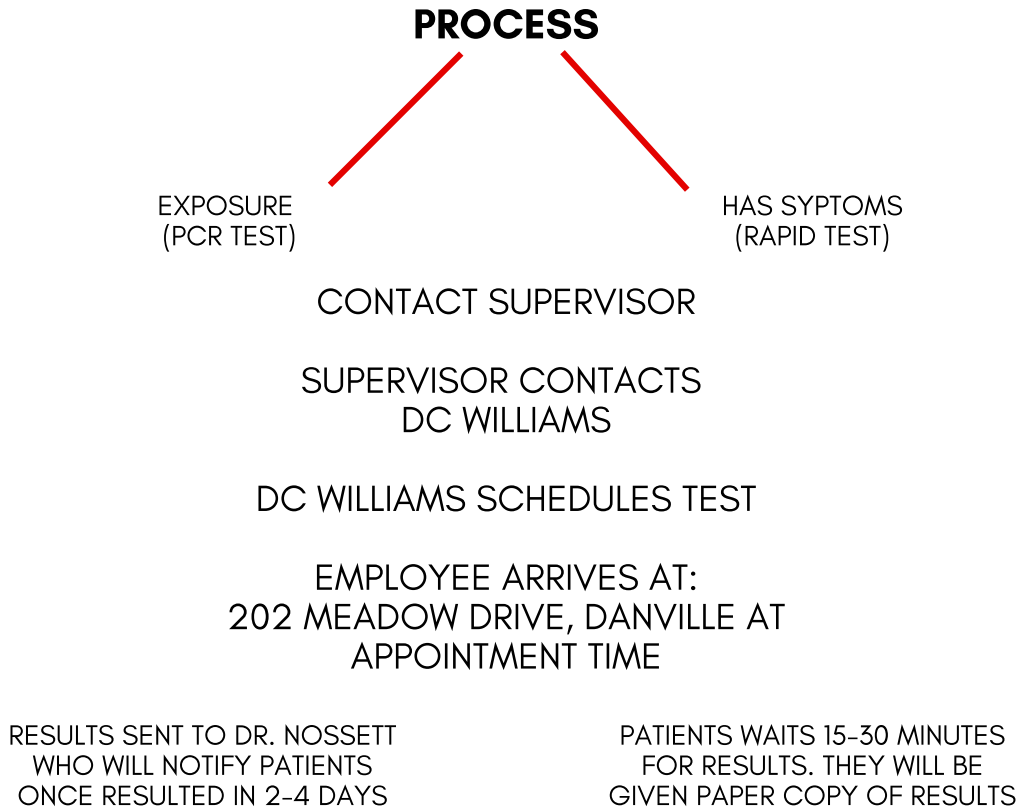 PROCESS
EXPOSURE
(PCR TEST)
HAS SYPTOMS
(RAPID TEST)
CONTACT SUPERVISOR
SUPERVISOR CONTACTS
DC WILLIAMS
DC WILLIAMS SCHEDULES TEST
EMPLOYEE ARRIVES AT:
202 MEADOW DRIVE, DANVILLE AT
APPOINTMENT TIME
RESULTS SENT TO DR. NOSSETT
WHO WILL NOTIFY PATIENTS
ONCE RESULTED IN 2-4 DAYS
PATIENTS WAITS 15-30 MINUTES
FOR RESULTS. THEY WILL BE
GIVEN PAPER COPY OF RESULTS